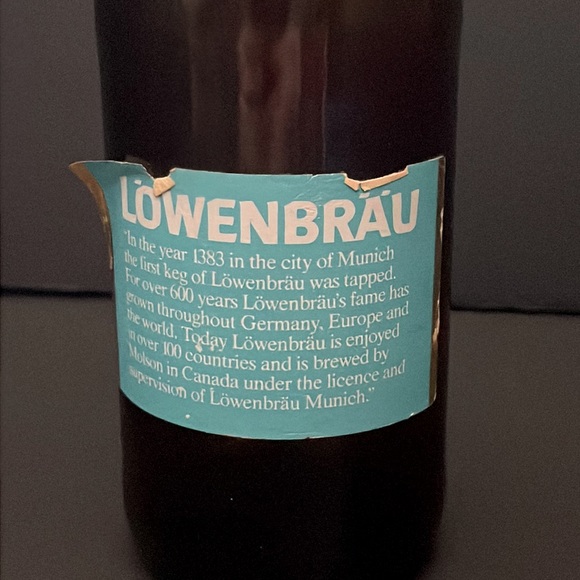 LÖWENBRÄU
"In the year 1383 in the city of Munich
the first keg of Löwenbräu was tapped.
For over 600 years Löwenbräu's fame has
grown throughout Germany, Europe and
the world. Today Löwenbräu is enjoyed
in over 100 countries and is brewed by
Molson in Canada under the licence and
supervision of Löwenbräu Munich."